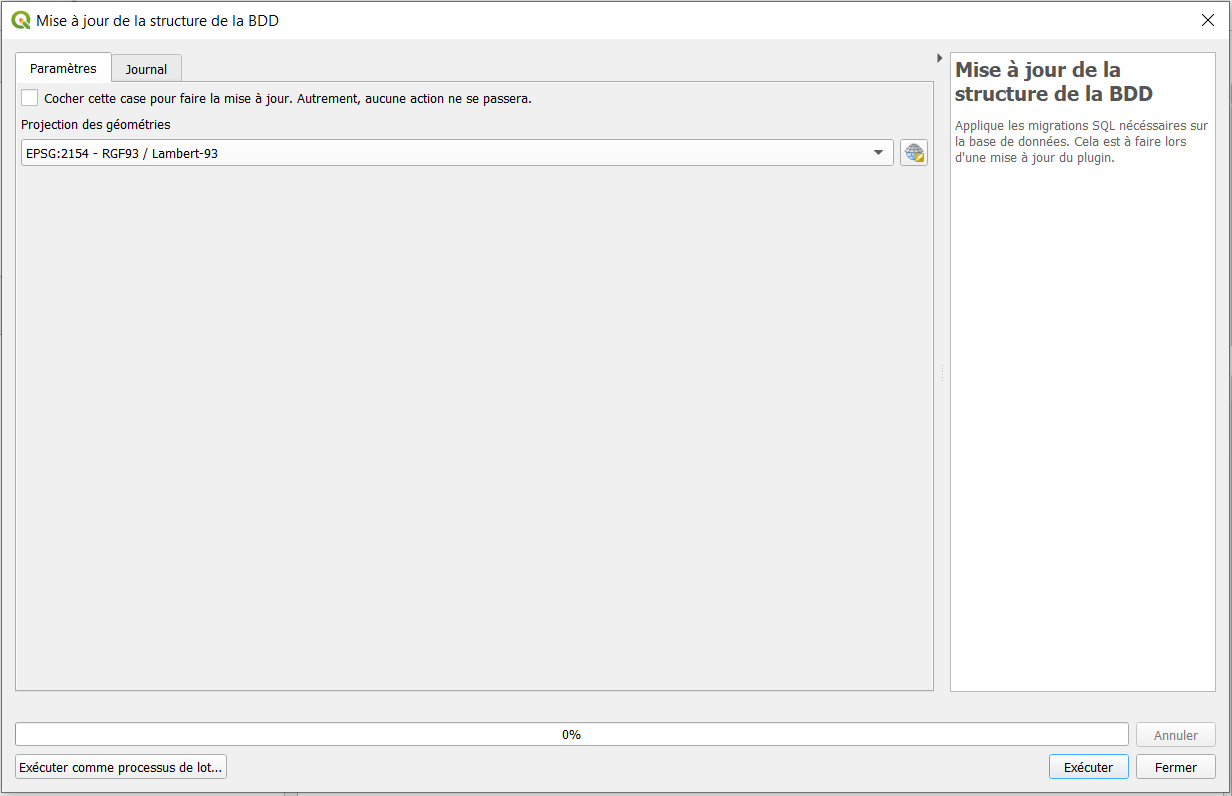 Mise à jour de la structure de la BDD
Paramètres
Journal
Cocher cette case pour faire la mise à jour. Autrement, aucune action ne se passera.
Projection des géométries
EPSG:2154 - RGF93 / Lambert-93
Mise à jour de la
structure de la BDD
Applique les migrations SQL nécéssaires sur
la base de données. Cela est à faire lors
d'une mise à jour du plugin.
0%
Annuler
Exécuter comme processus de lot...
Exécuter
Fermer